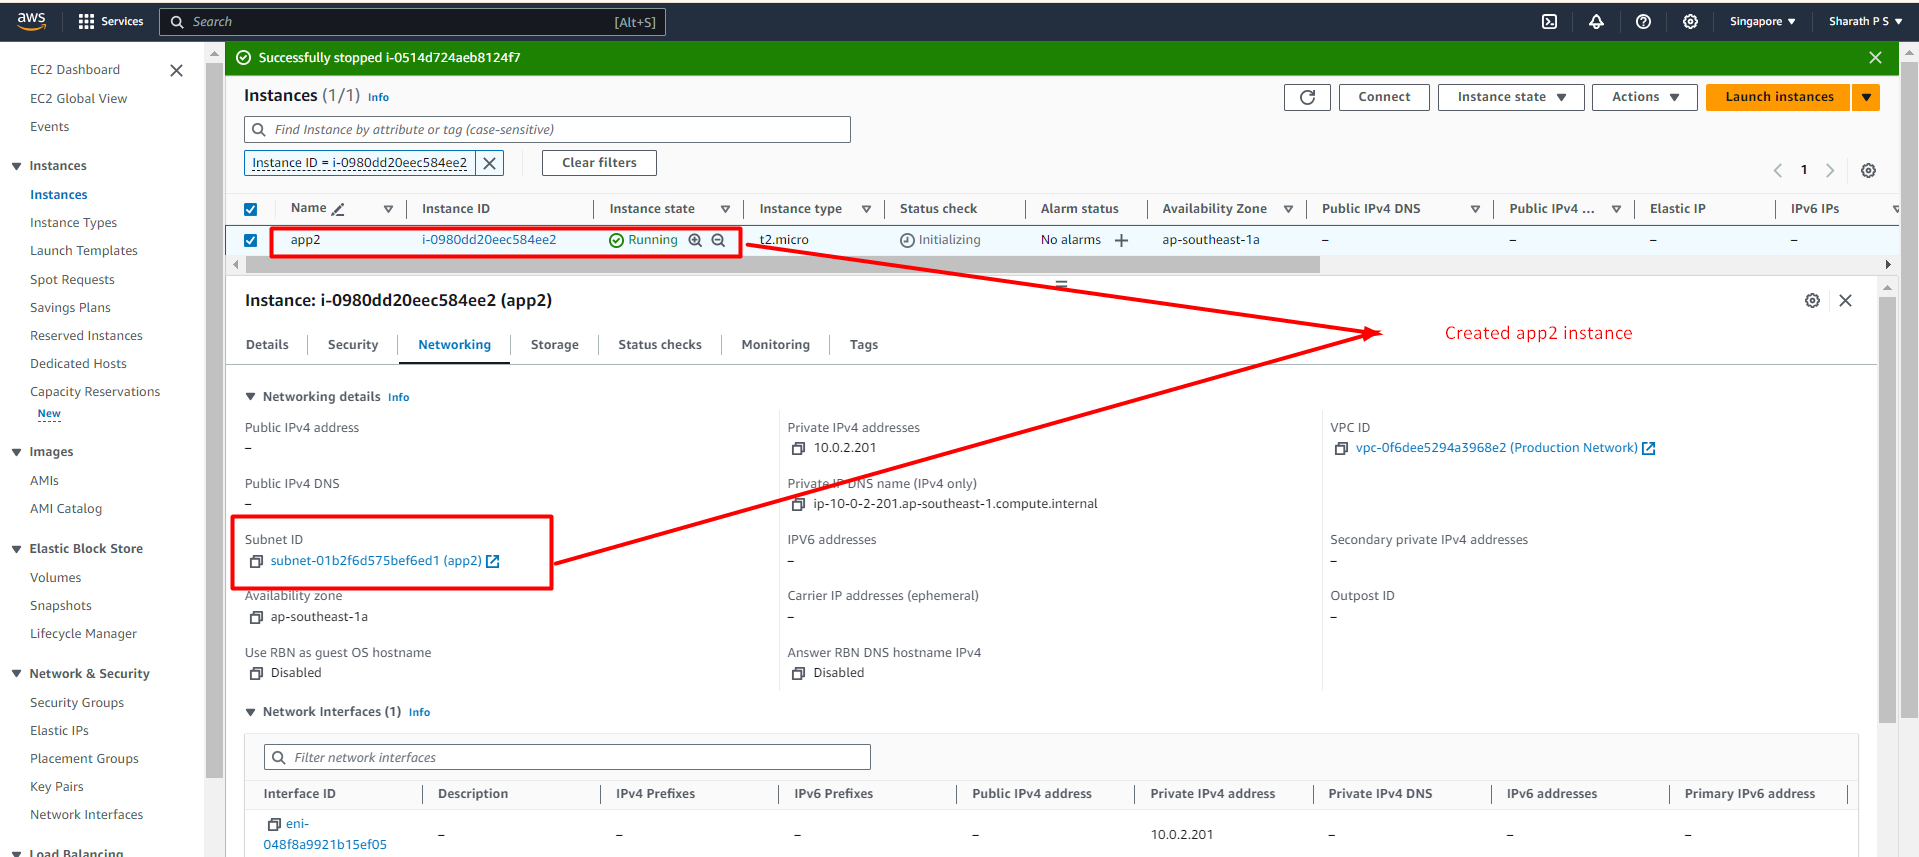 aws Services Search [Alt+S] Singapore Sharath P S
EC2 Dashboard
EC2 Global View
Events
Instances
Instances
Instance Types
Launch Templates
Spot Requests
Savings Plans
Reserved Instances
Dedicated Hosts
Capacity Reservations
New
Images
AMIs
AMI Catalog
Elastic Block Store
Volumes
Snapshots
Lifecycle Manager
Network & Security
Security Groups
Elastic IPs
Placement Groups
Key Pairs
Network Interfaces
Load Balancing
Successfully stopped i-0514d724aeb8124f7
Instances (1/1) Info
Connect Instance state Actions Launch instances
Find Instance by attribute or tag (case-sensitive)
Instance ID = i-0980dd20eec584ee2 Clear filters
1
Name Instance ID Instance state Instance type Status check Alarm status Availability Zone Public IPv4 DNS Public IPv4 ... Elastic IP IPv6 IPs
app2 i-0980dd20eec584ee2 Running t2.micro Initializing No alarms + ap-southeast-1a – – – –
Instance: i-0980dd20eec584ee2 (app2)
Created app2 instance
Details Security Networking Storage Status checks Monitoring Tags
Networking details Info
Public IPv4 address Private IPv4 addresses VPC ID
– 10.0.2.201 vpc-0f6dee5294a3968e2 (Production Network)
Public IPv4 DNS Private IP DNS name (IPv4 only)
– ip-10-0-2-201.ap-southeast-1.compute.internal
Subnet ID IPV6 addresses Secondary private IPv4 addresses
subnet-01b2f6d575bef6ed1 (app2) – –
Availability zone Carrier IP addresses (ephemeral) Outpost ID
ap-southeast-1a – –
Use RBN as guest OS hostname Answer RBN DNS hostname IPv4
Disabled Disabled
Network Interfaces (1) Info
Filter network interfaces
Interface ID Description IPv4 Prefixes IPv6 Prefixes Public IPv4 address Private IPv4 address Private IPv4 DNS IPv6 addresses Primary IPv6 address
eni-
048f8a9921b15ef05 – – – – 10.0.2.201 – – –